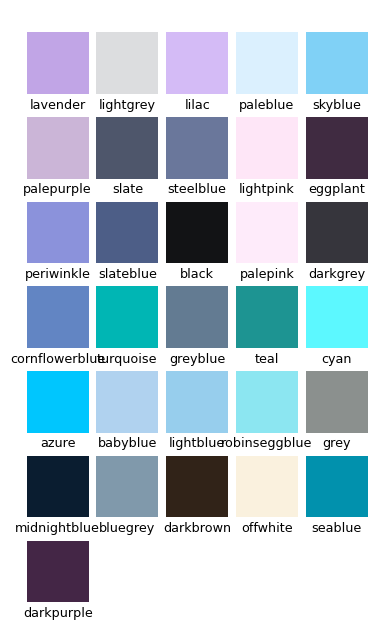 lavender lightgrey lilac paleblue skyblue
palepurple slate steelblue lightpink eggplant
periwinkle slateblue black palepink darkgrey
cornflowerblue turquoise greyblue teal cyan
azure babyblue lightblue robinseggblue grey
midnightblue bluegrey darkbrown offwhite seablue
darkpurple